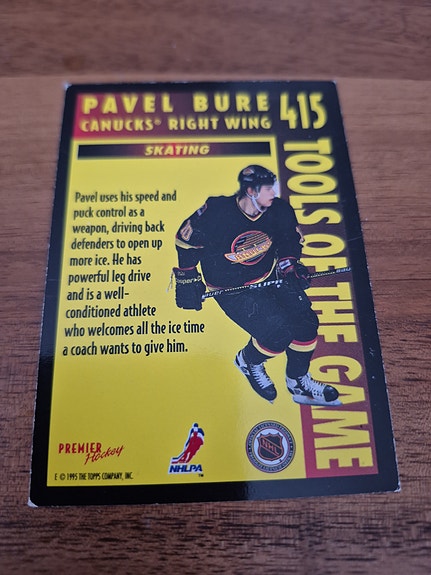 PAVEL BURE
CANUCKS® RIGHT WING
415
SKATING
TOOLS OF THE GAME
Pavel uses his speed and
puck control as a
weapon, driving back
defenders to open up
more ice. He has
powerful leg drive
and is a well-
conditioned athlete
who welcomes all the ice time
a coach wants to give him.
PREMIER
Hockey
NHLPA
™
NHL
E © 1995 THE TOPPS COMPANY, INC.